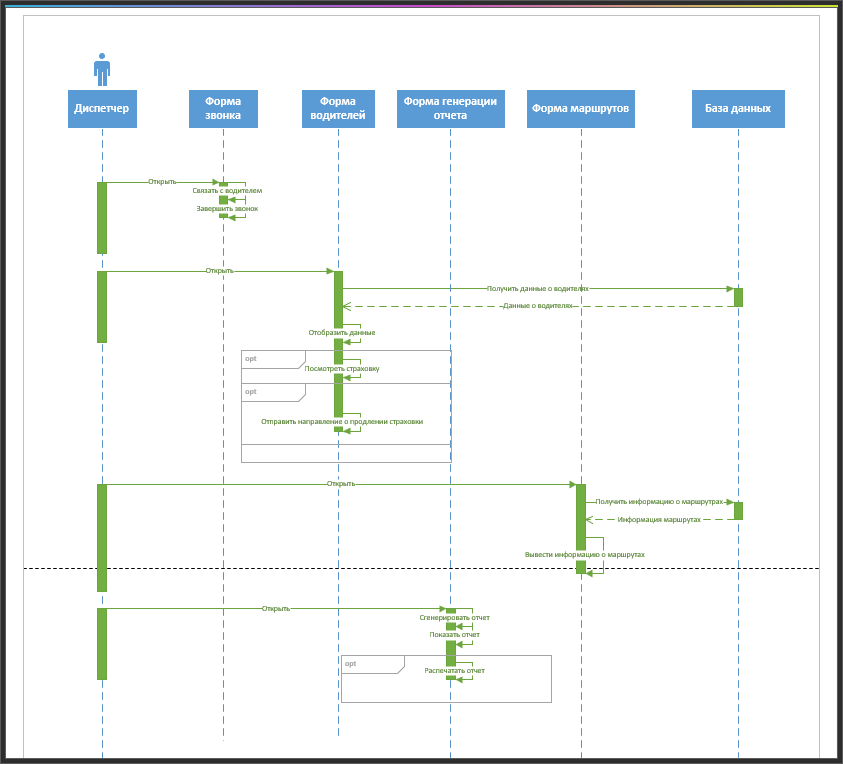 Диспетчер
Форма
звонка
Форма
водителей
Форма генерации
отчета
Форма маршрутов
База данных
Открыть
Связать с водителем
Завершить звонок
Открыть
Получить данные о водителях
Данные о водителях
Отобразить данные
opt
Посмотреть страховку
opt
Отправить направление о продлении страховки
Открыть
Получить информацию о маршрутрах
Информация маршрутах
Вывести информацию о маршрутах
Открыть
Сгенерировать отчет
Показать отчет
opt
Распечатать отчет